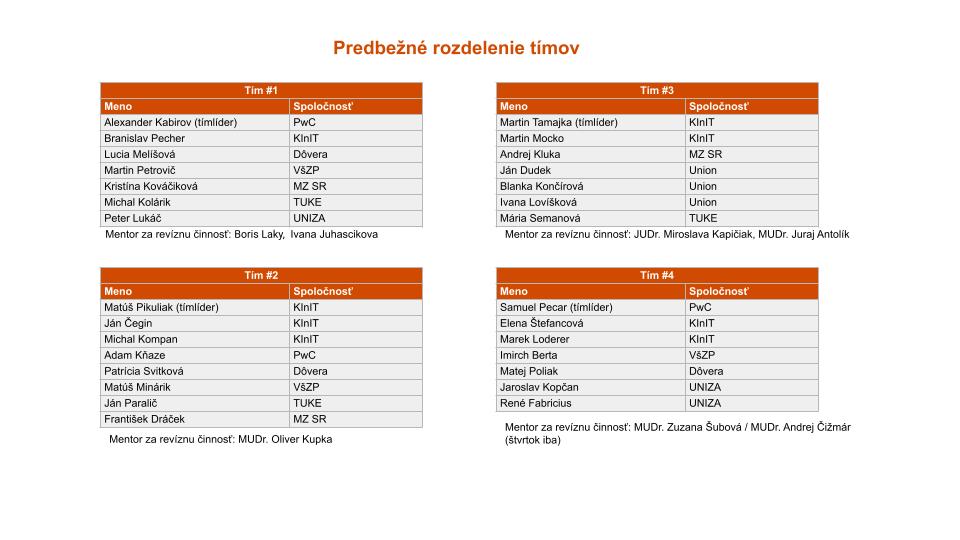 Predbežné rozdelenie tímov
Tím #1
Meno Spoločnosť
Alexander Kabirov (tímlíder) PwC
Branislav Pecher KInIT
Lucia Melíšová Dôvera
Martin Petrovič VšZP
Kristína Kováčiková MZ SR
Michal Kolárik TUKE
Peter Lukáč UNIZA
Mentor za revíznu činnosť: Boris Laky, Ivana Juhascikova
Tím #2
Meno Spoločnosť
Matúš Pikuliak (tímlíder) KInIT
Ján Čegin KInIT
Michal Kompan KInIT
Adam Kňaze PwC
Patrícia Svitková Dôvera
Matúš Minárik VšZP
Ján Paralič TUKE
František Dráček MZ SR
Mentor za revíznu činnosť: MUDr. Oliver Kupka
Tím #3
Meno Spoločnosť
Martin Tamajka (tímlíder) KInIT
Martin Mocko KInIT
Andrej Kluka MZ SR
Ján Dudek Union
Blanka Končírová Union
Ivana Lovíšková Union
Mária Semanová TUKE
Mentor za revíznu činnosť: JUDr. Miroslava Kapičiak, MUDr. Juraj Antolík
Tím #4
Meno Spoločnosť
Samuel Pecar (tímlíder) PwC
Elena Štefancová KInIT
Marek Loderer KInIT
Imirch Berta VšZP
Matej Poliak Dôvera
Jaroslav Kopčan UNIZA
René Fabricius UNIZA
Mentor za revíznu činnosť: MUDr. Zuzana Šubová / MUDr. Andrej Čižmár
(štvrtok iba)